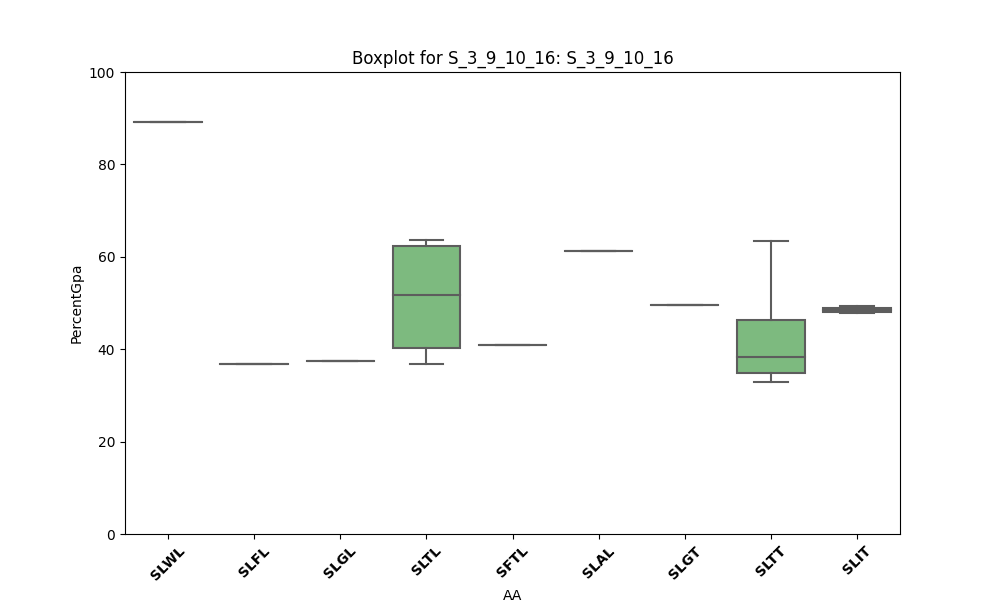 Boxplot for S_3_9_10_16: S_3_9_10_16
PercentGpa
100
80
60
40
20
0
SLWL
SLFL
SLGL
SLTL
SFTL
SLAL
SLGT
SLTT
SLIT
AA